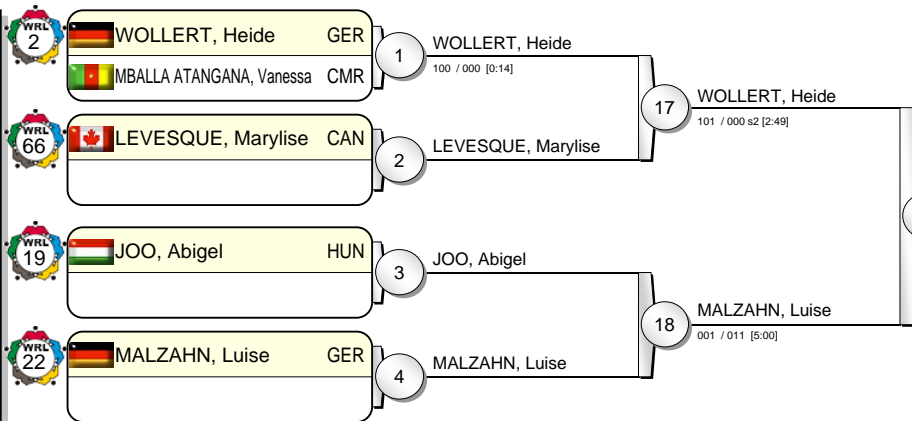 WRL
2
WOLLERT, Heide GER
MBALLA ATANGANA, Vanessa CMR
1
WOLLERT, Heide
100 / 000 [0:14]
WRL
66
LEVESQUE, Marylise CAN
2
LEVESQUE, Marylise
17
WOLLERT, Heide
101 / 000 s2 [2:49]
WRL
19
JOO, Abigel HUN
3
JOO, Abigel
WRL
22
MALZAHN, Luise GER
4
MALZAHN, Luise
18
MALZAHN, Luise
001 / 011 [5:00]